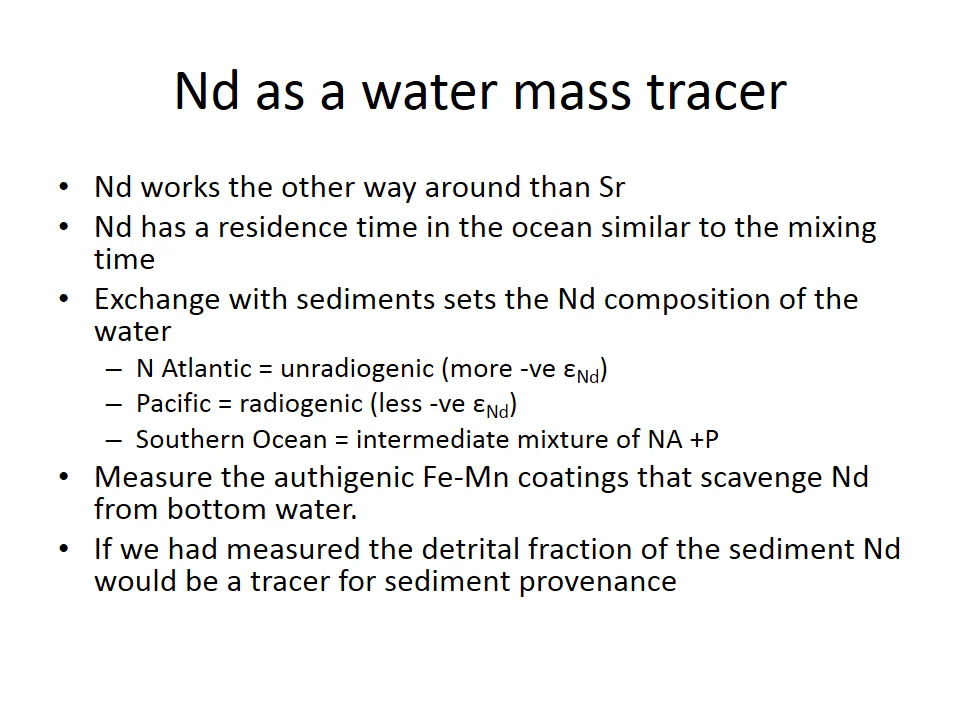 Nd as a water mass tracer
• Nd works the other way around than Sr
• Nd has a residence time in the ocean similar to the mixing
time
• Exchange with sediments sets the Nd composition of the
water
– N Atlantic = unradiogenic (more -ve εNd)
– Pacific = radiogenic (less -ve εNd)
– Southern Ocean = intermediate mixture of NA +P
• Measure the authigenic Fe-Mn coatings that scavenge Nd
from bottom water.
• If we had measured the detrital fraction of the sediment Nd
would be a tracer for sediment provenance